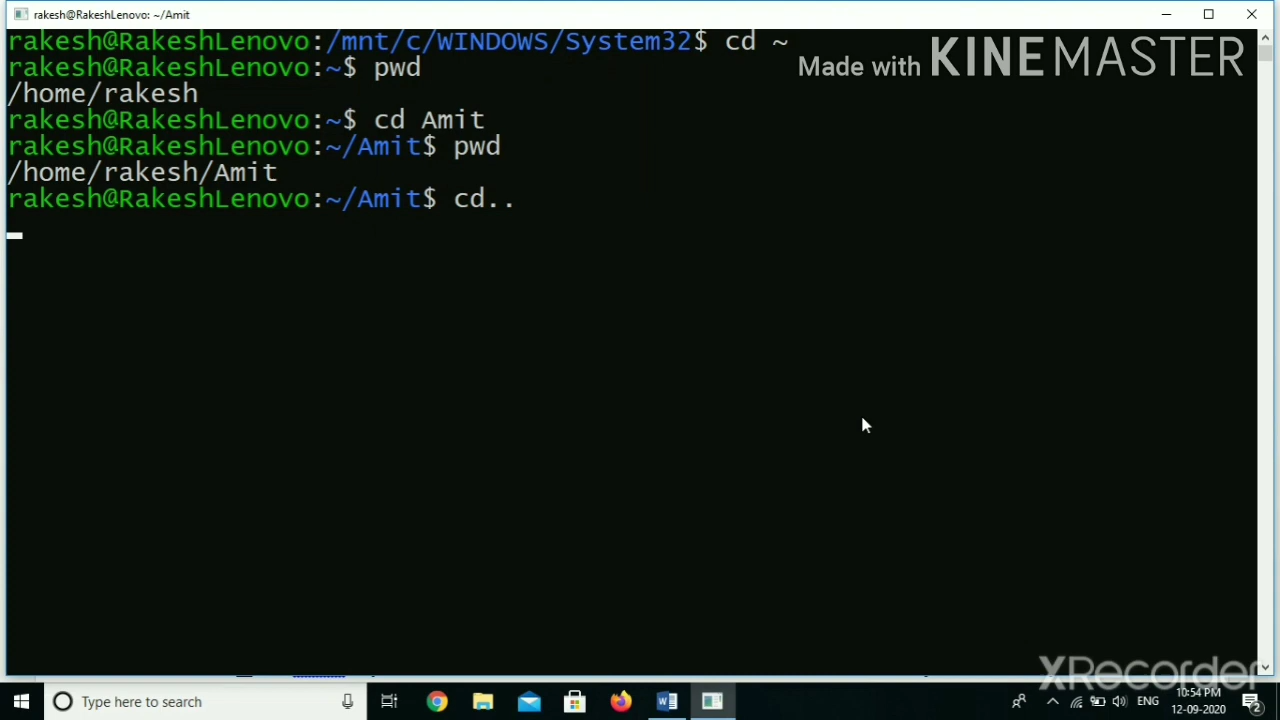 rakesh@RakeshLenovo: ~/Amit
rakesh@RakeshLenovo:/mnt/c/WINDOWS/System32$ cd ~
Made with KINEMASTER
rakesh@RakeshLenovo:~$ pwd
/home/rakesh
rakesh@RakeshLenovo:~$ cd Amit
rakesh@RakeshLenovo:~/Amit$ pwd
/home/rakesh/Amit
rakesh@RakeshLenovo:~/Amit$ cd..
XRecorder
Type here to search
ENG
10:54 PM
12-09-2020
2